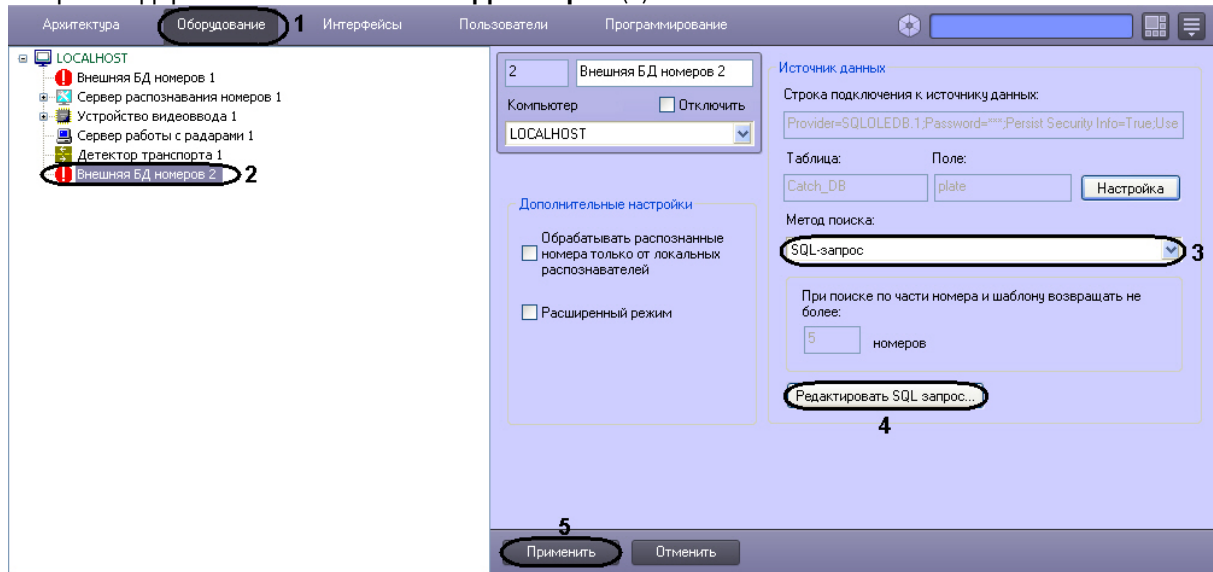 Архитектура Оборудование 1 Интерфейсы Пользователи Программирование
LOCALHOST
Внешняя БД номеров 1
Сервер распознавания номеров 1
Устройство видеоввода 1
Сервер работы с радарами 1
Детектор транспорта 1
Внешняя БД номеров 2 2
2 Внешняя БД номеров 2
Компьютер Отключить
LOCALHOST
Дополнительные настройки
Обрабатывать распознанные
номера только от локальных
распознавателей
Расширенный режим
Источник данных
Строка подключения к источнику данных:
Provider=SQLOLEDB.1;Password=***;Persist Security Info=True;Use
Таблица: Поле:
Catch_DB plate Настройка
Метод поиска:
SQL-запрос 3
При поиске по части номера и шаблону возвращать не
более:
5 номеров
Редактировать SQL запрос...
4
5
Применить Отменить